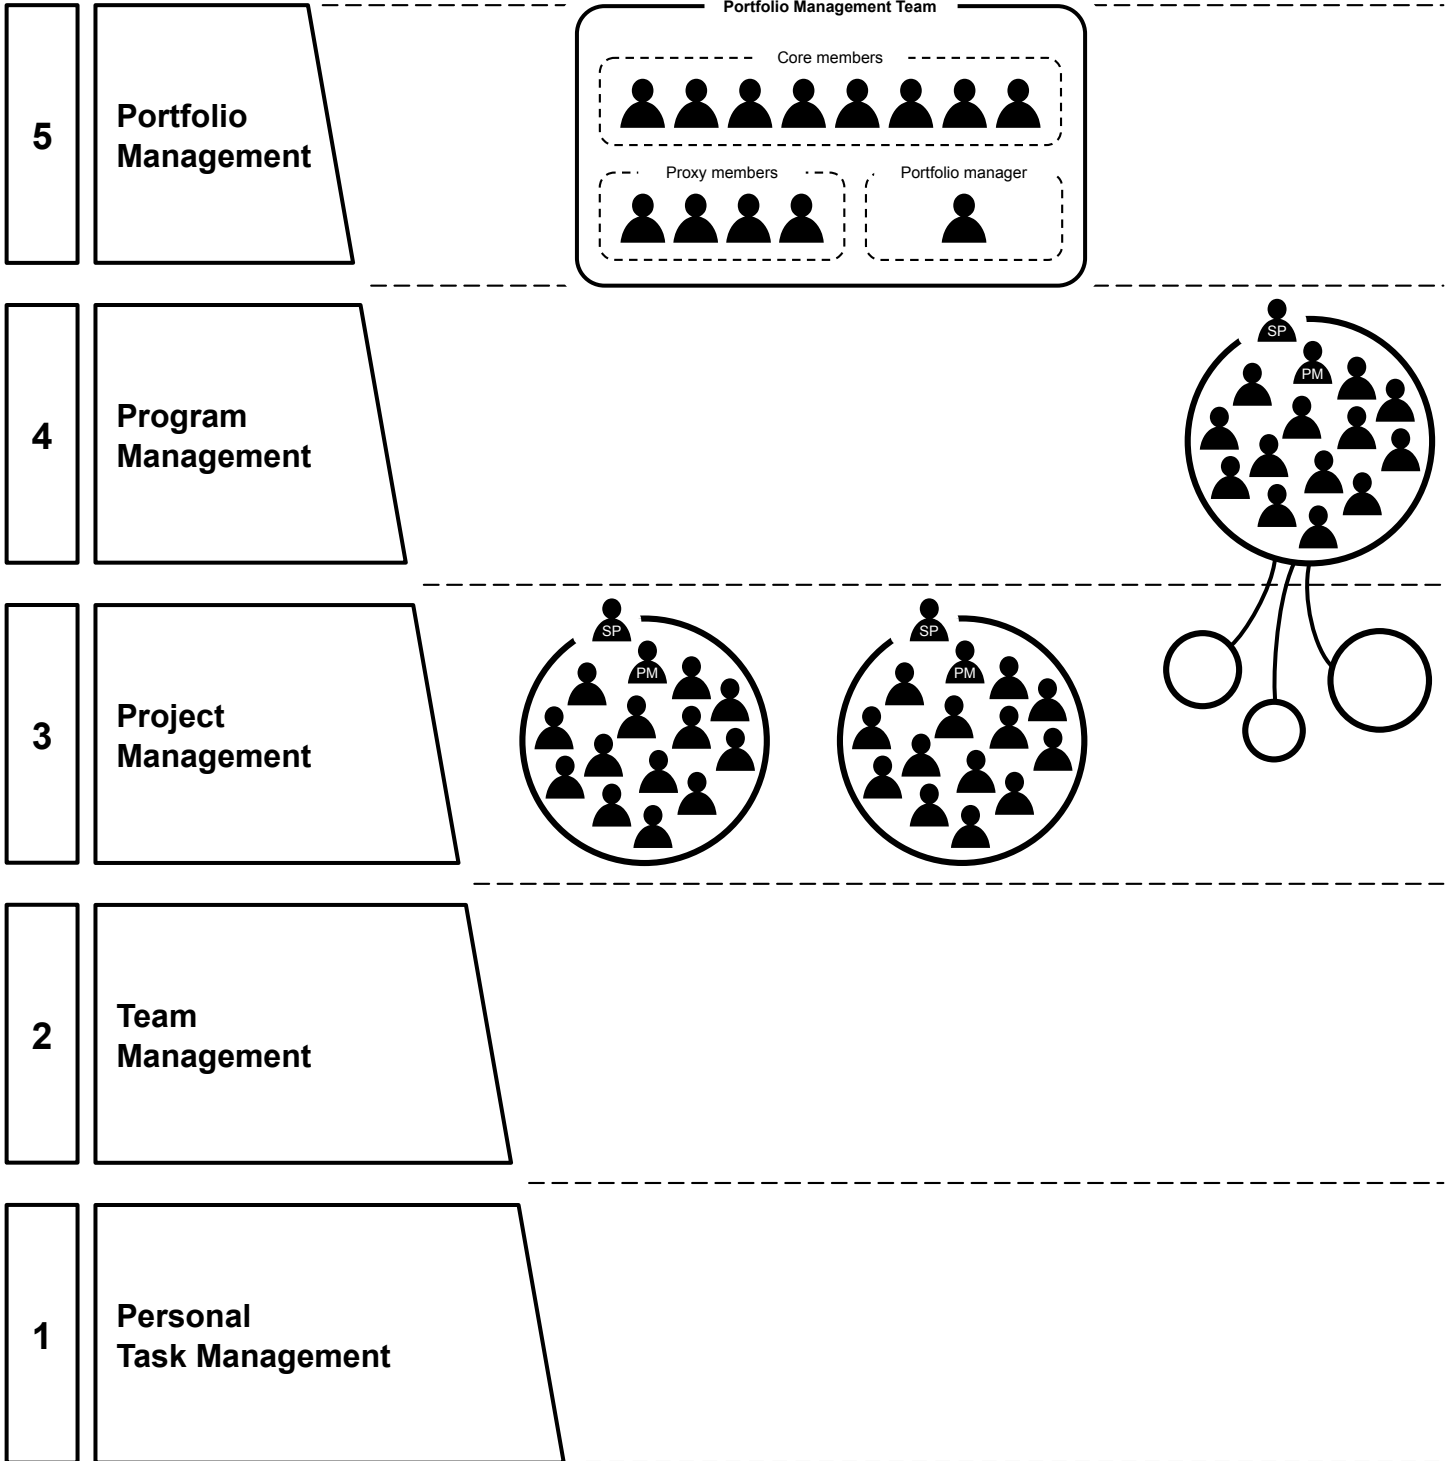 Portfolio Management Team
Core members
5
Portfolio
Management
Proxy members
Portfolio manager
SP
PM
4
Program
Management
SP
PM
SP
PM
3
Project
Management
2
Team
Management
1
Personal
Task Management